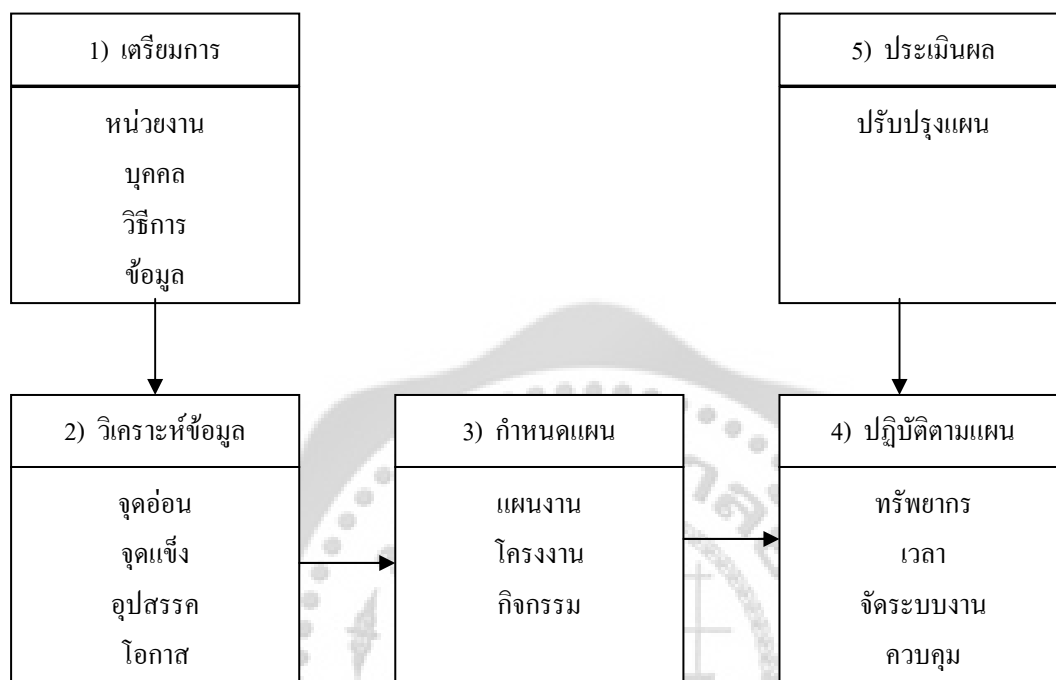 1) เตรียมการ
หน่วยงาน
บุคคล
วิธีการ
ข้อมูล
2) วิเคราะห์ข้อมูล
จุดอ่อน
จุดแข็ง
อุปสรรค
โอกาส
3) กำหนดแผน
แผนงาน
โครงงาน
กิจกรรม
4) ปฏิบัติตามแผน
ทรัพยากร
เวลา
จัดระบบงาน
ควบคุม
5) ประเมินผล
ปรับปรุงแผน